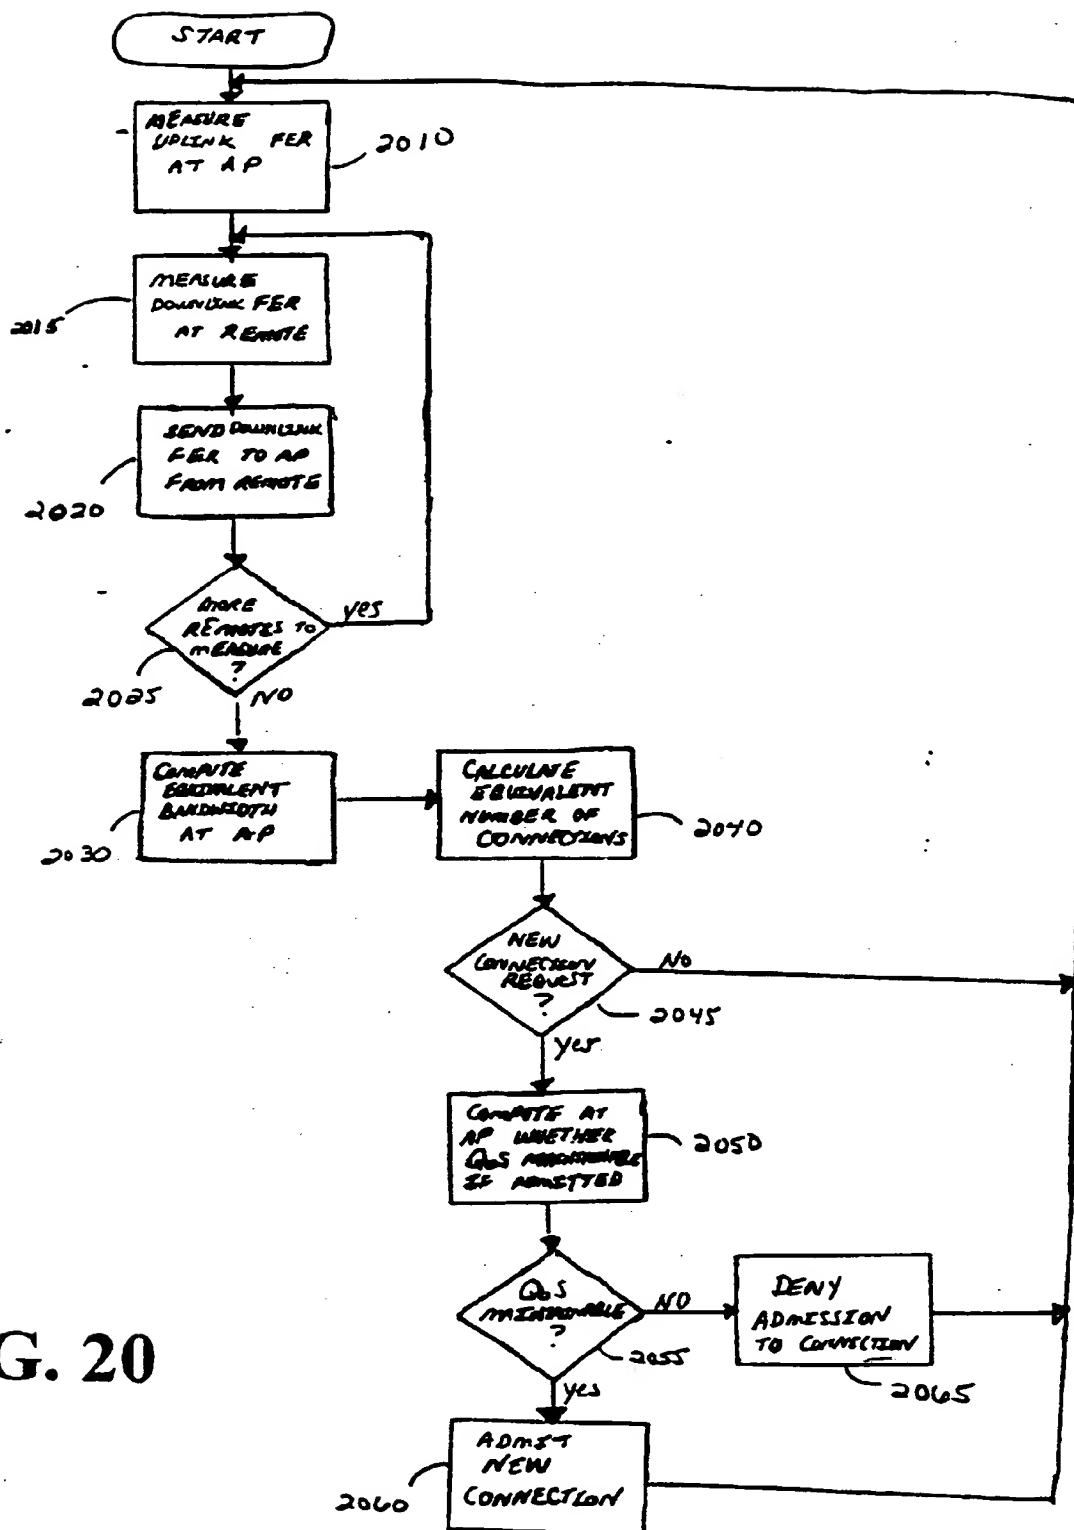 START
MEASURE
UPLINK FER
AT AP
2010
MEASURE
DOWNLINK FER
AT REMOTE
2015
SEND DOWNLINK
FER TO AP
FROM REMOTE
2020
MORE
REMOTES TO
MEASURE
?
yes
2025
NO
COMPUTE
EQUIVALENT
BANDWIDTH
AT AP
2030
CALCULATE
EQUIVALENT
NUMBER OF
CONNECTIONS
2040
NEW
CONNECTION
REQUEST
?
NO
2045
yes
COMPUTE AT
AP WHETHER
QoS MAINTAINABLE
IF ADMITTED
2050
QoS
MAINTAINABLE
?
NO
2055
yes
DENY
ADMISSION
TO CONNECTION
2065
ADMIT
NEW
CONNECTION
2060
G. 20